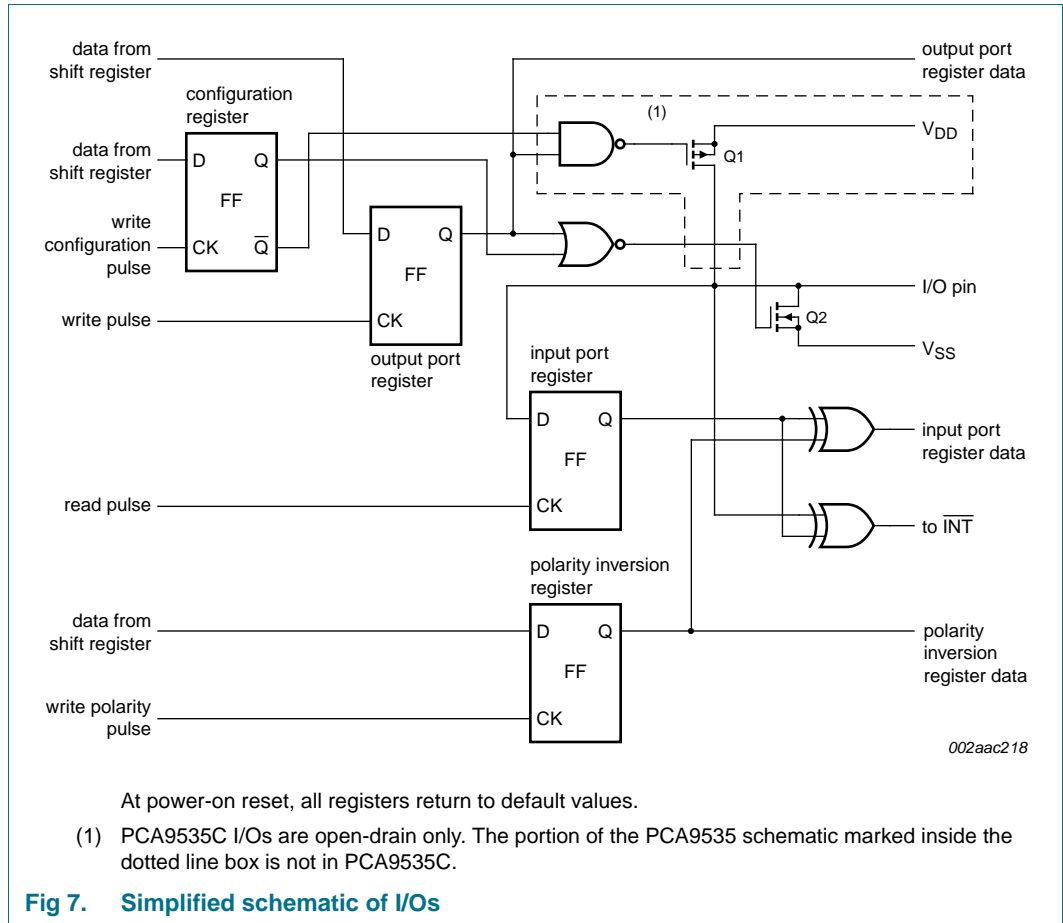 data from
shift register
output port
register data
configuration
register
(1)
VDD
data from
shift register
D Q
Q1
FF
write
configuration
pulse
CK Q̅
D Q
FF
I/O pin
Q2
write pulse
CK
VSS
output port
register
input port
register
D Q
input port
register data
FF
read pulse
CK
to I̅N̅T̅
polarity inversion
register
data from
shift register
D Q
polarity
inversion
register data
FF
write polarity
pulse
CK
002aac218
At power-on reset, all registers return to default values.
(1) PCA9535C I/Os are open-drain only. The portion of the PCA9535 schematic marked inside the
dotted line box is not in PCA9535C.
Fig 7. Simplified schematic of I/Os